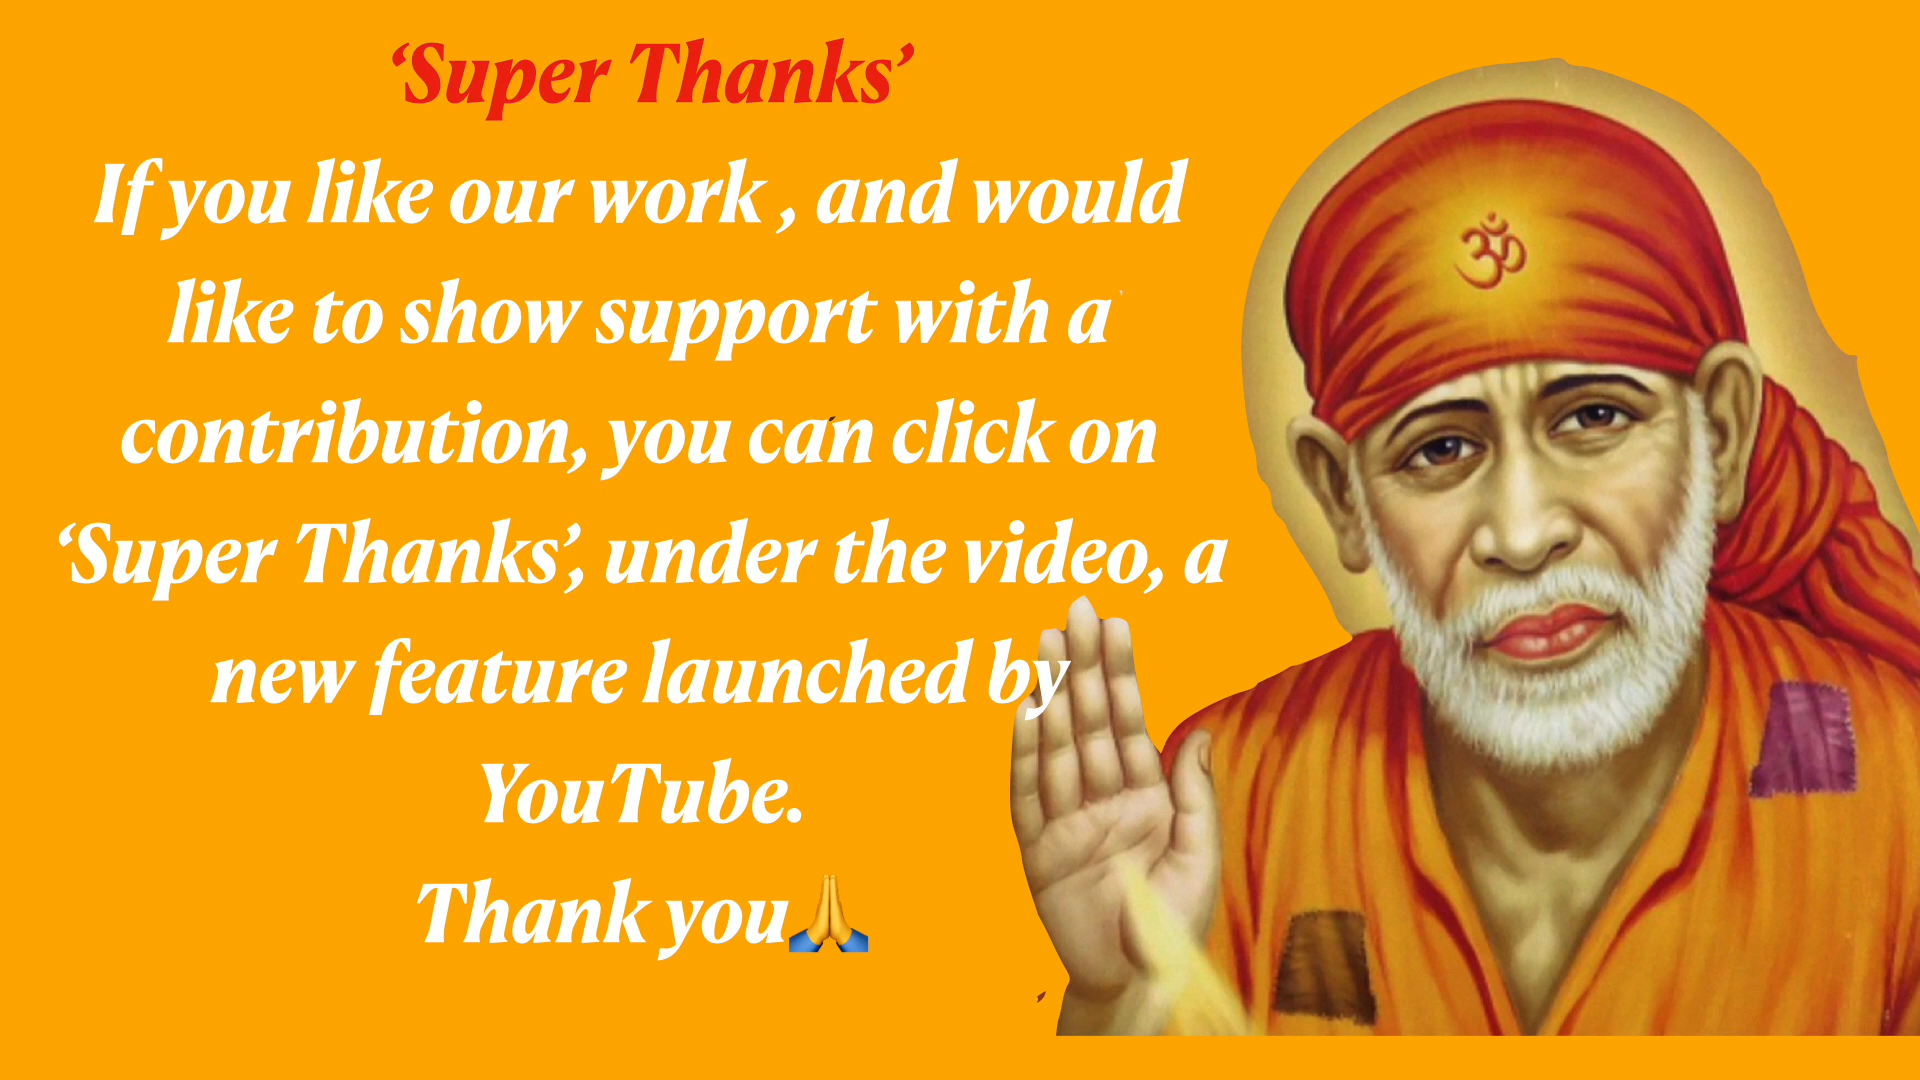 ‘Super Thanks’
If you like our work , and would
like to show support with a
contribution, you can click on
‘Super Thanks’, under the video, a
new feature launched by
YouTube.
Thank you🙏
ॐ